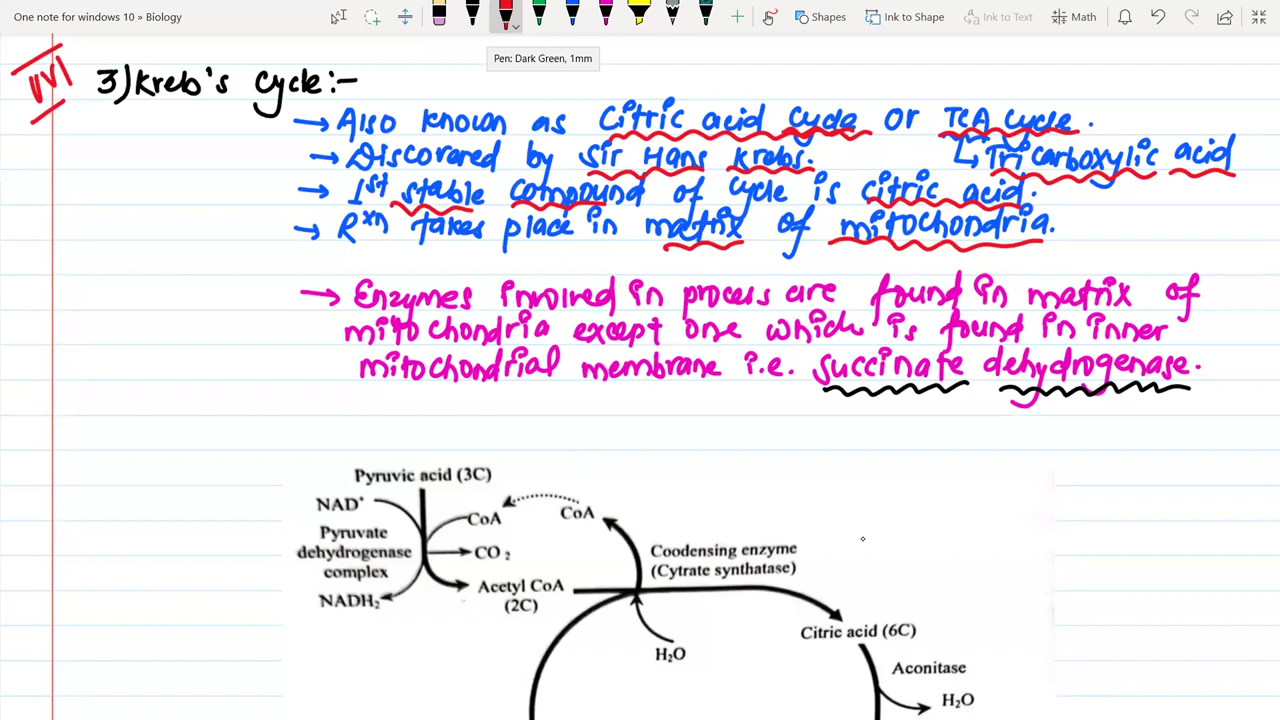 One note for windows 10 » Biology
Shapes
Ink to Shape
Ink to Text
Math
Pen: Dark Green, 1mm
3) Kreb's Cycle:-
→ Also known as Citric acid cycle Or TCA cycle.
→ Discovered by Sir Hans Krebs.
↳ Tri carboxylic acid
→ 1st stable compound of cycle is citric acid.
→ Rxn takes place in matrix of mitochondria.
→ Enzymes involved in process are found in matrix of
mitochondria except one which is found in inner
mitochondrial membrane i.e. succinate dehydrogenase.
Pyruvic acid (3C)
NAD⁺
CoA
CoA
Pyruvate
dehydrogenase
complex
CO₂
NADH₂
Acetyl CoA
(2C)
Coodensing enzyme
(Cytrate synthatase)
Citric acid (6C)
H₂O
Aconitase
H₂O